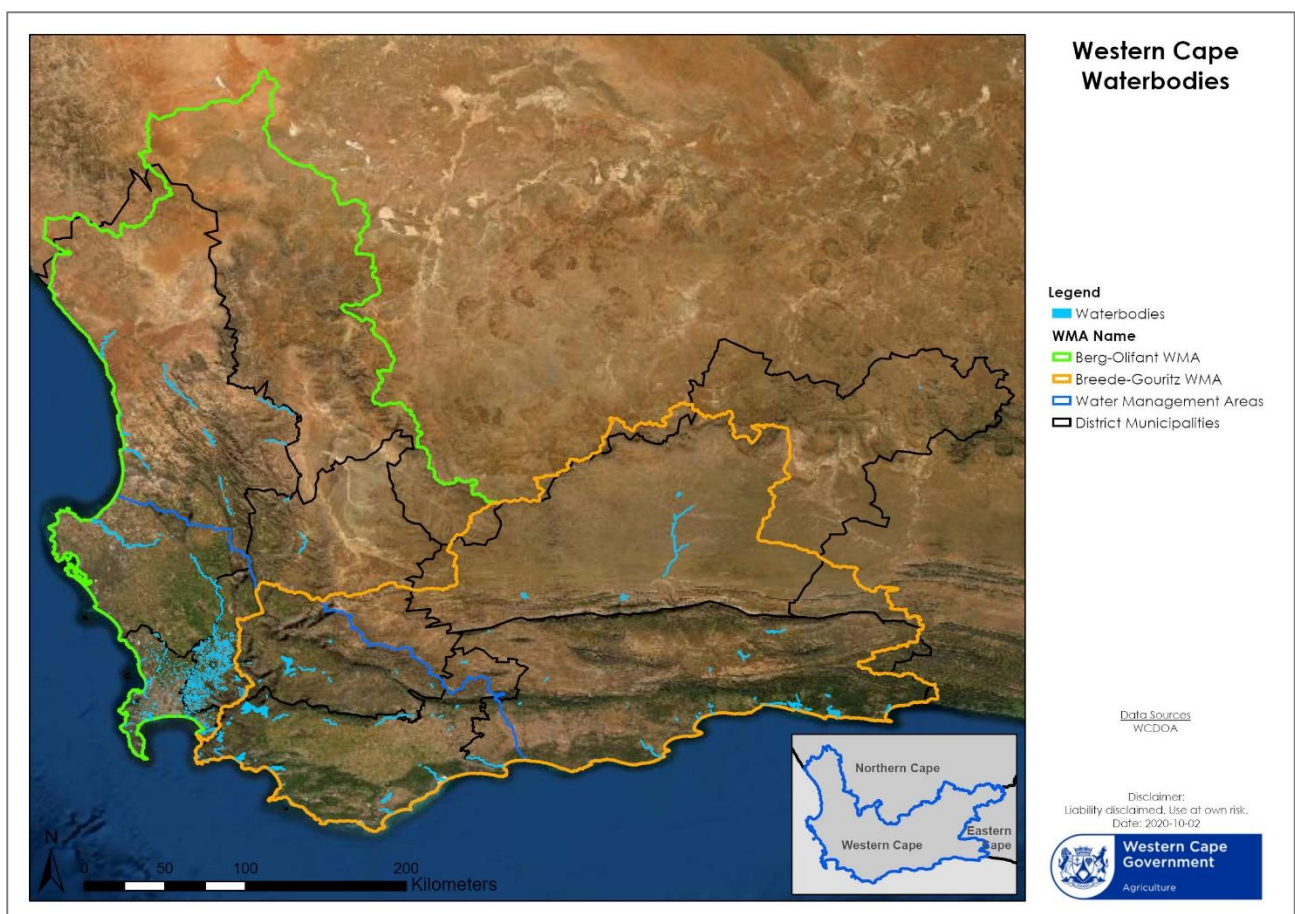 Western Cape
Waterbodies
Legend
Waterbodies
WMA Name
Berg-Olifant WMA
Breede-Gouritz WMA
Water Management Areas
District Municipalities
Data Sources
WCDOA
Disclaimer:
Liability disclaimed. Use at own risk.
Date: 2020-10-02
Western Cape
Government
Agriculture
Northern Cape
Western Cape
Eastern
Cape
N
0 50 100 200
Kilometers